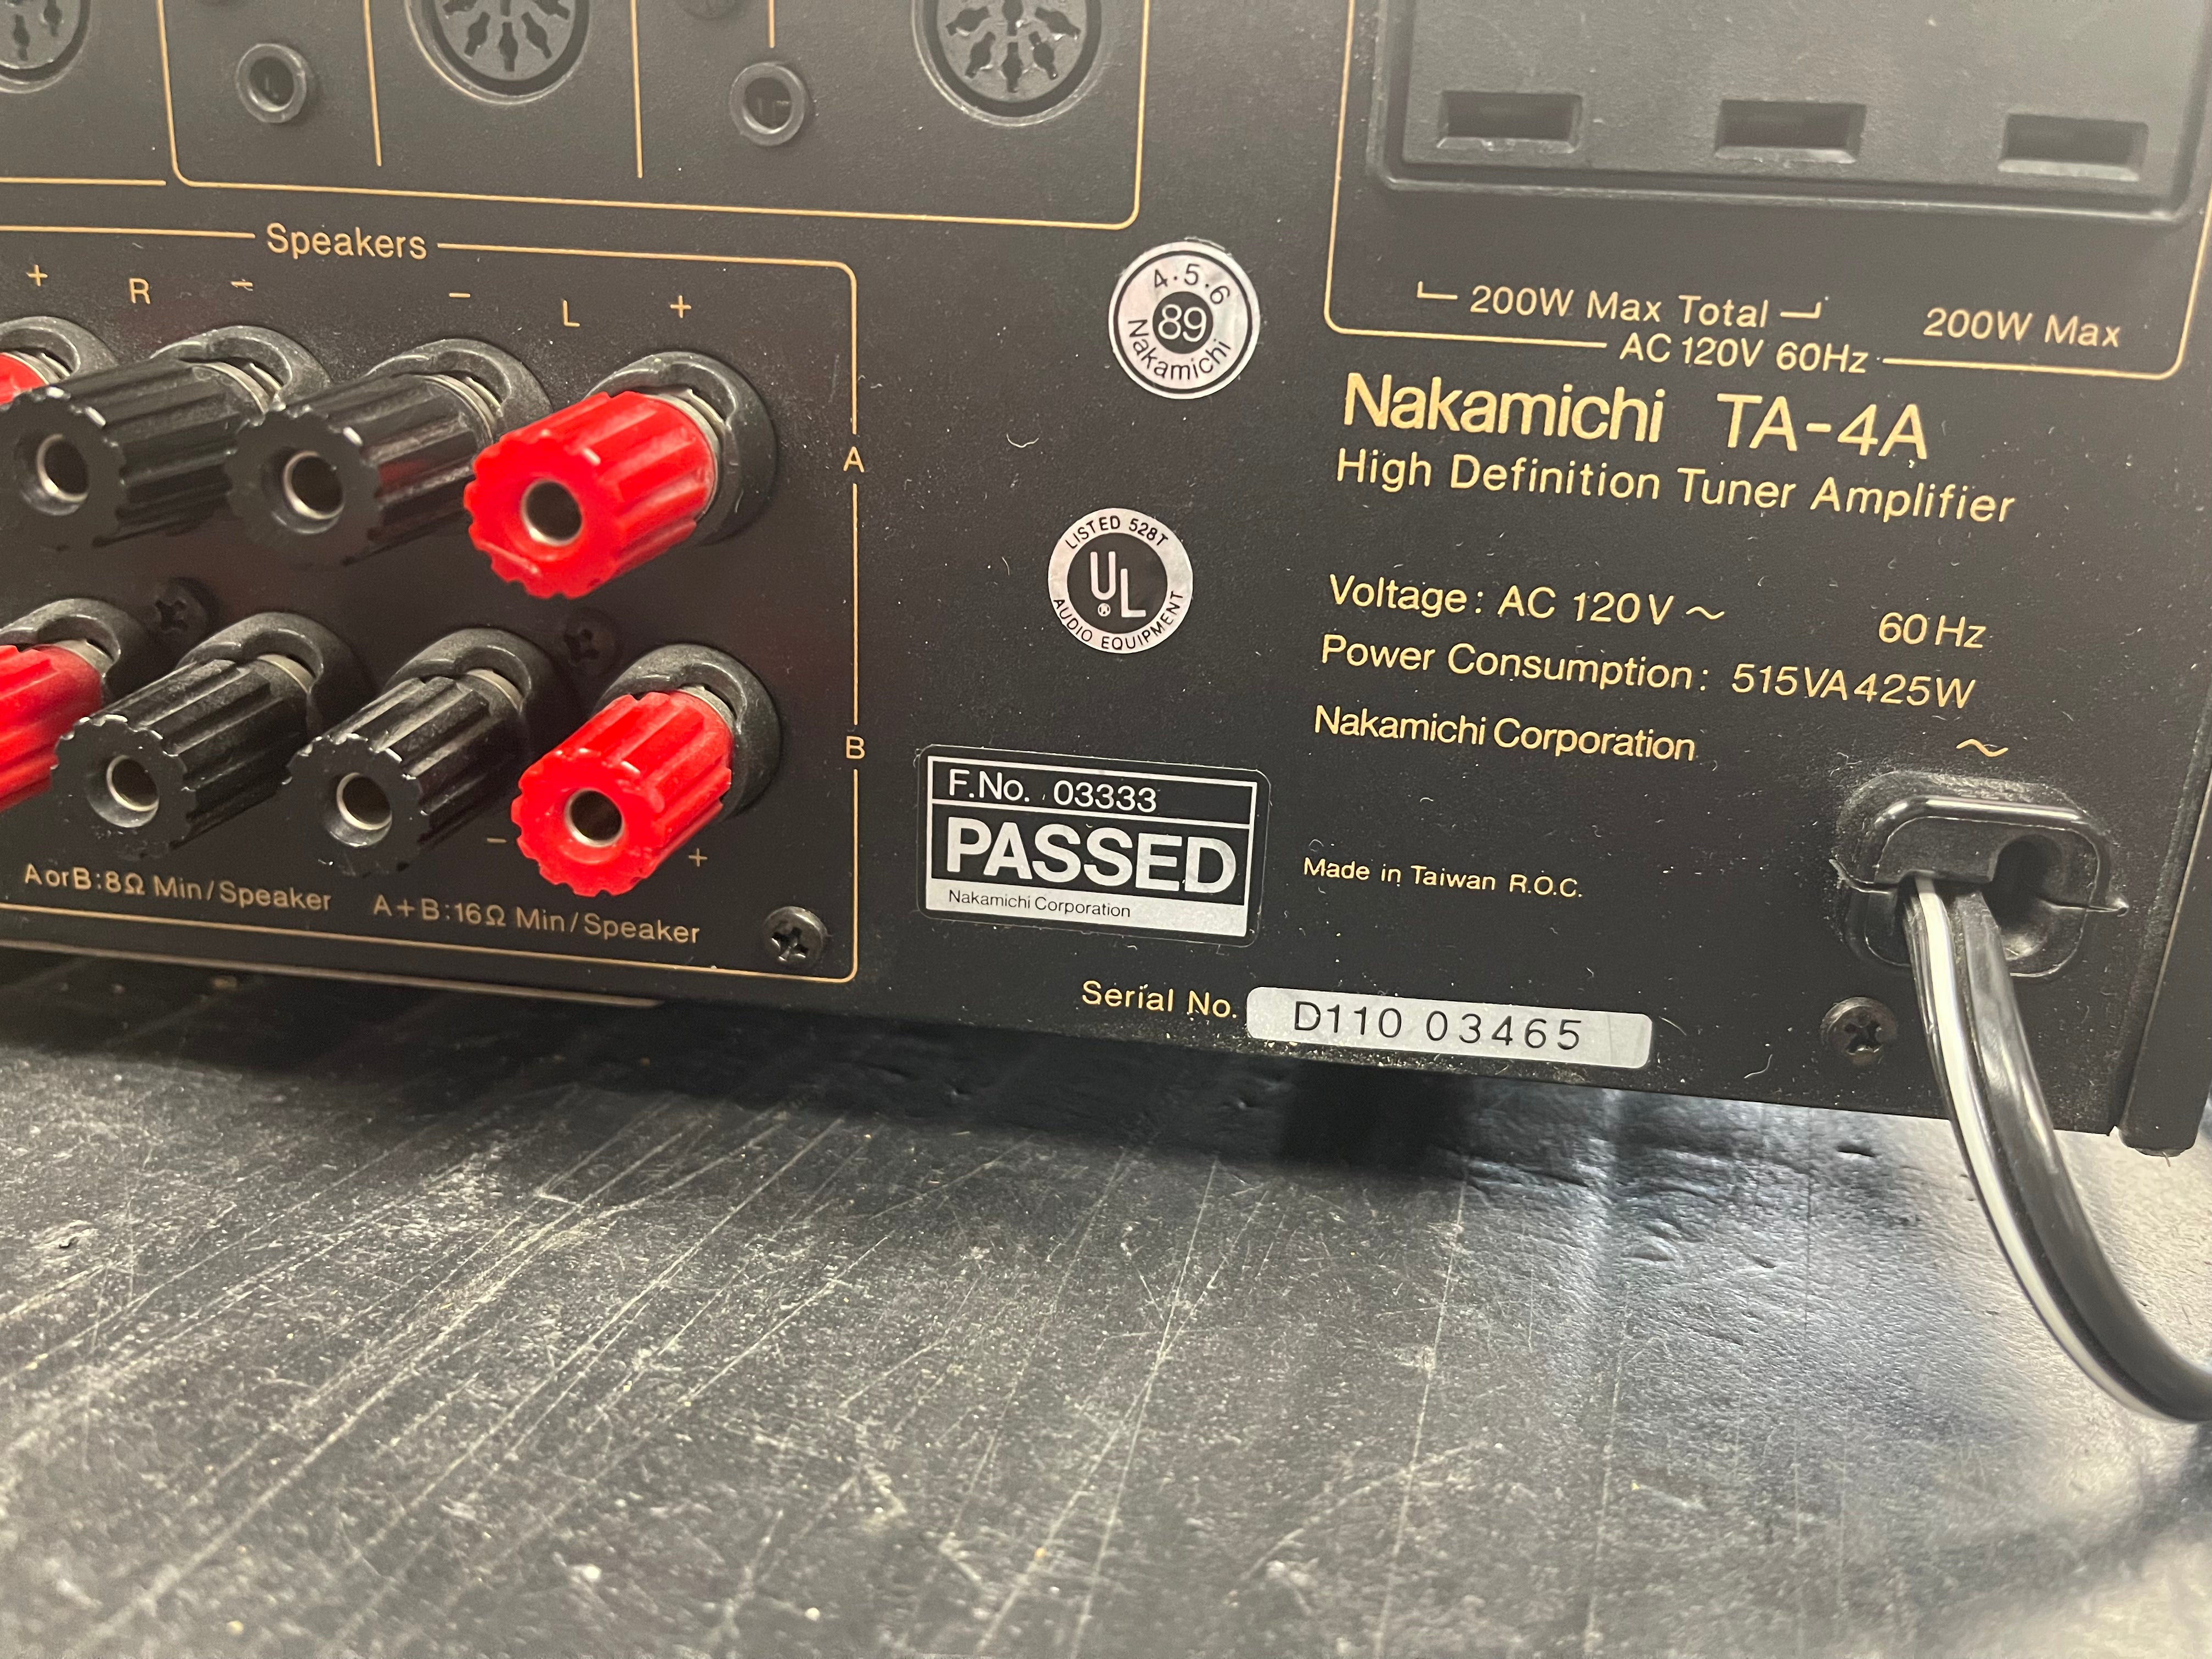 Speakers
+ R − − L +
A
B
− +
AorB:8Ω Min/Speaker A+B:16Ω Min/Speaker
4·5·6
89
Nakamichi
LISTED 528T
UL
®
AUDIO EQUIPMENT
F.No. 03333
PASSED
Nakamichi Corporation
200W Max Total 200W Max
AC 120V 60Hz
Nakamichi TA-4A
High Definition Tuner Amplifier
Voltage: AC 120V ~ 60Hz
Power Consumption: 515VA 425W
Nakamichi Corporation
~
Made in Taiwan R.O.C.
Serial No. D110 03465